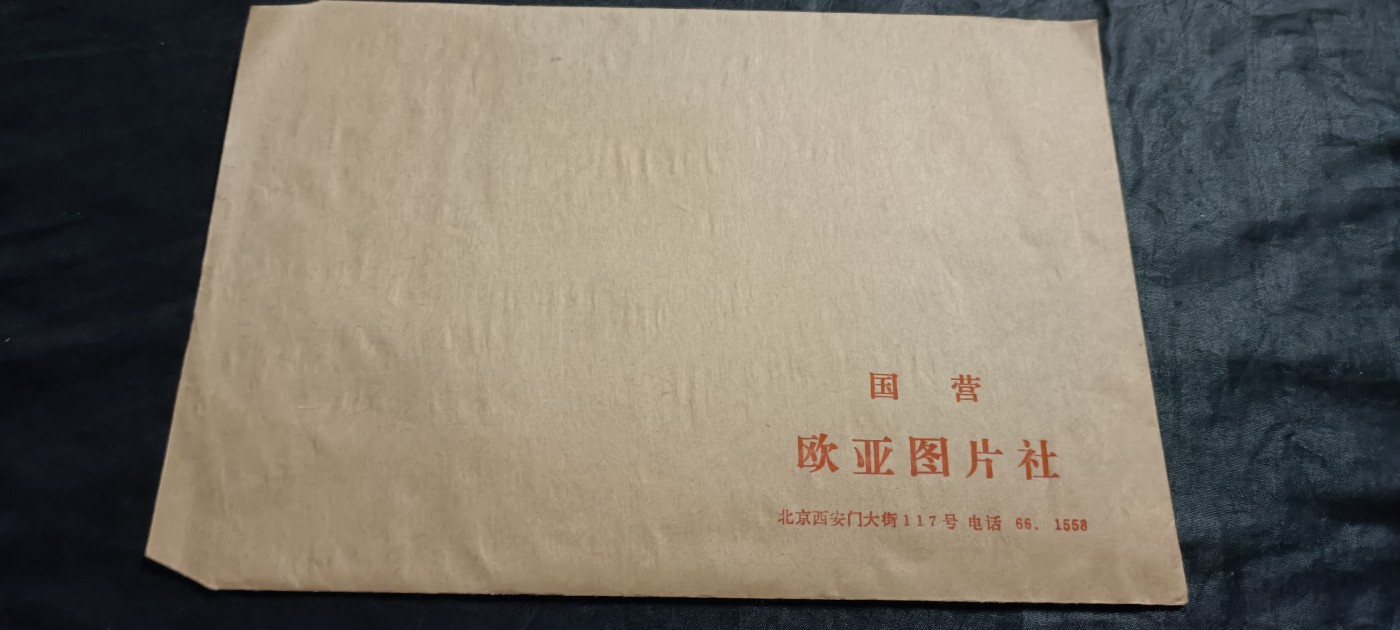 国 营
欧亚图片社
北京西安门大街117号 电话 66.1558